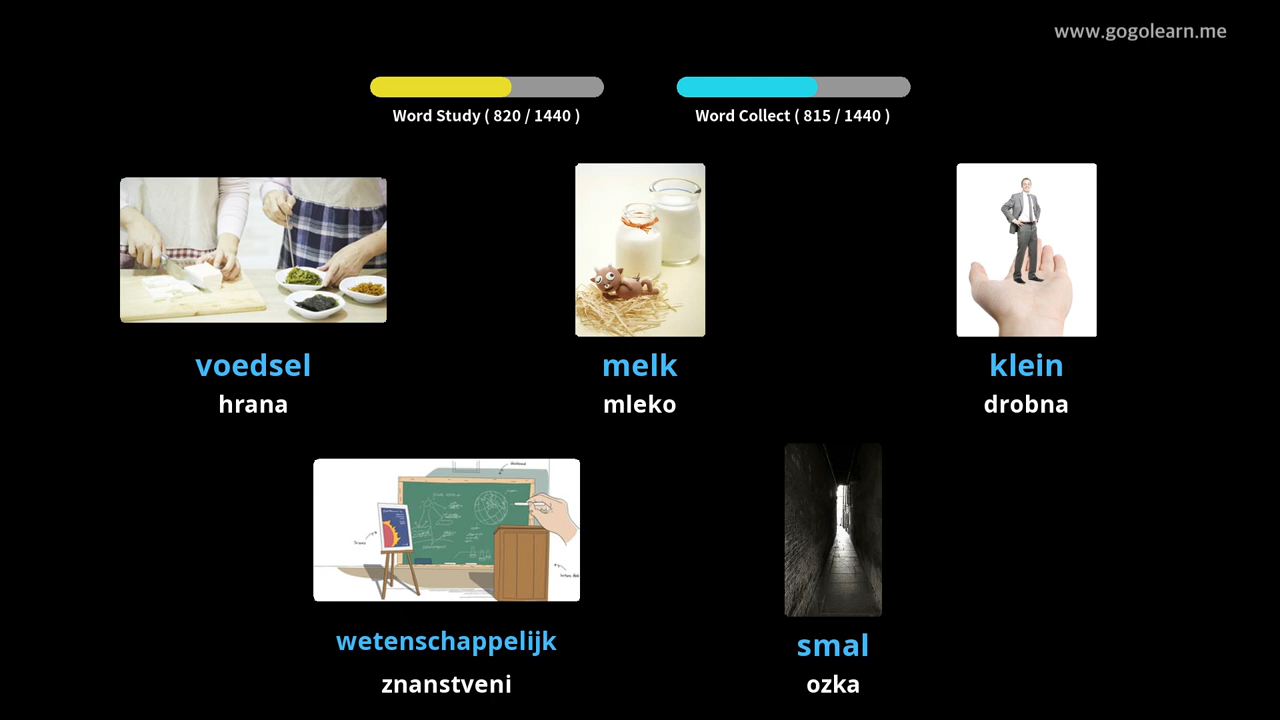 www.gogolearn.me
Word Study ( 820 / 1440 )
Word Collect ( 815 / 1440 )
voedsel
hrana
melk
mleko
klein
drobna
wetenschappelijk
znanstveni
smal
ozka